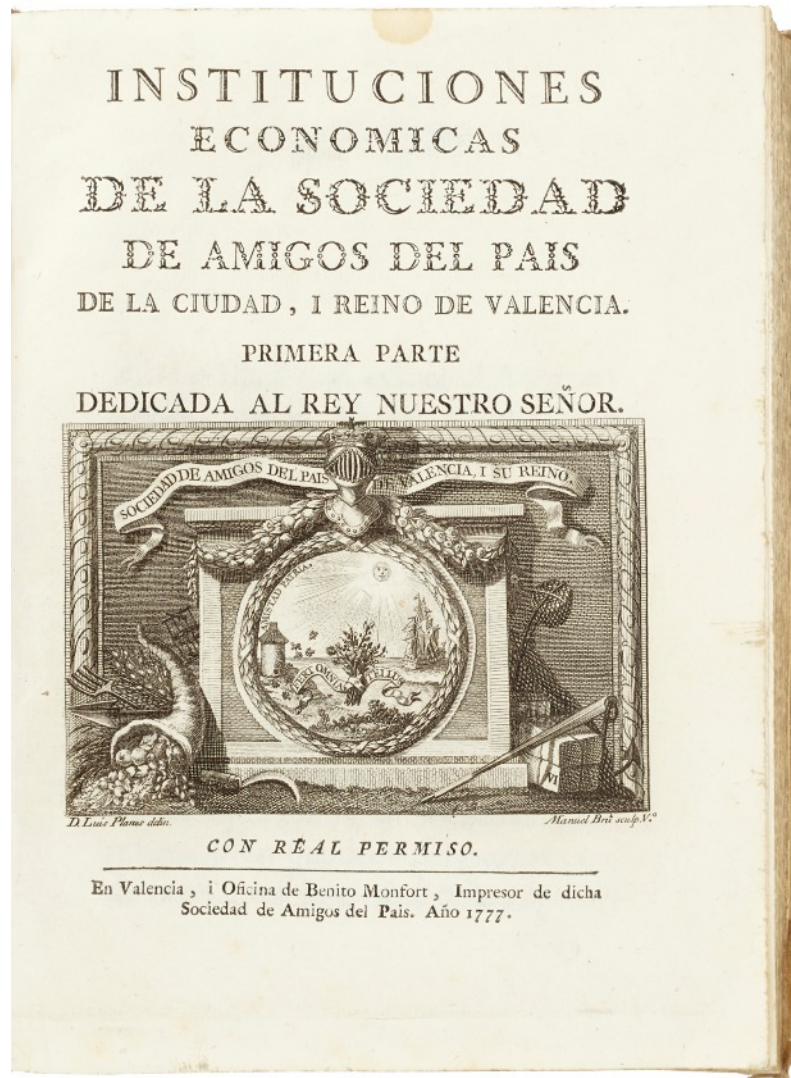 INSTITUCIONES
ECONOMICAS
DE LA SOCIEDAD
DE AMIGOS DEL PAIS
DE LA CIUDAD, I REINO DE VALENCIA.
PRIMERA PARTE
DEDICADA AL REY NUESTRO SEÑOR.
SOCIEDAD DE AMIGOS DEL PAIS DE VALENCIA, I SU REINO.
PATRIA.
FERT OMNIA TELLUS
VI
D. Luis Planes delin.
Manuel Brù sculp. V.º
CON REAL PERMISO.
En Valencia, i Oficina de Benito Monfort, Impresor de dicha
Sociedad de Amigos del Pais. Año 1777.